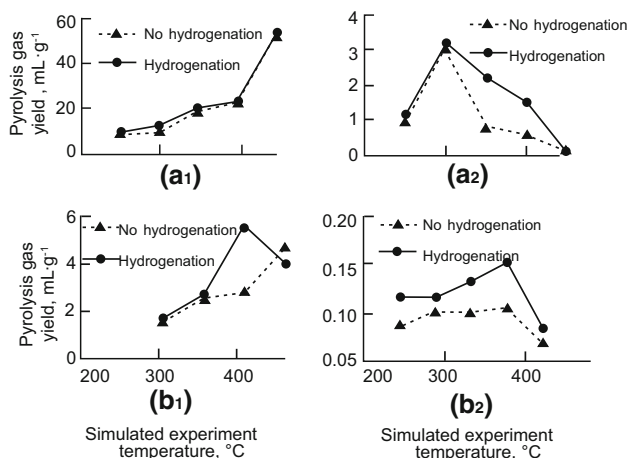 60
40
20
0
Pyrolysis gas
yield , mL·g-1
No hydrogenation
Hydrogenation
(a1)
4
3
2
1
0
No hydrogenation
Hydrogenation
(a2)
6
4
2
0
Pyrolysis gas
yield, mL·g-1
No hydrogenation
Hydrogenation
200
300
400
(b1)
Simulated experiment
temperature, °C
0.20
0.15
0.10
0.05
No hydrogenation
Hydrogenation
200
300
400
(b2)
Simulated experiment
temperature, °C